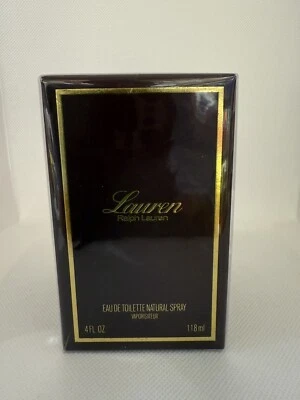 Lauren
Ralph Lauren
EAU DE TOILETTE NATURAL SPRAY
VAPORISATEUR
4 FL OZ 118 ml